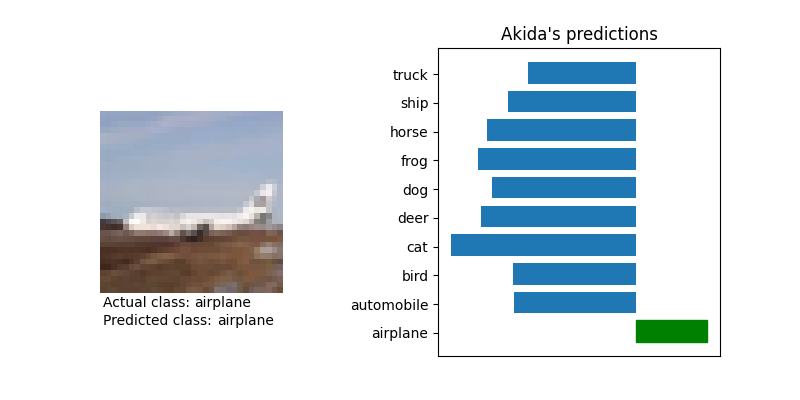 Akida's predictions
truck
ship
horse
frog
dog
deer
cat
bird
automobile
airplane
Actual class: airplane
Predicted class: airplane